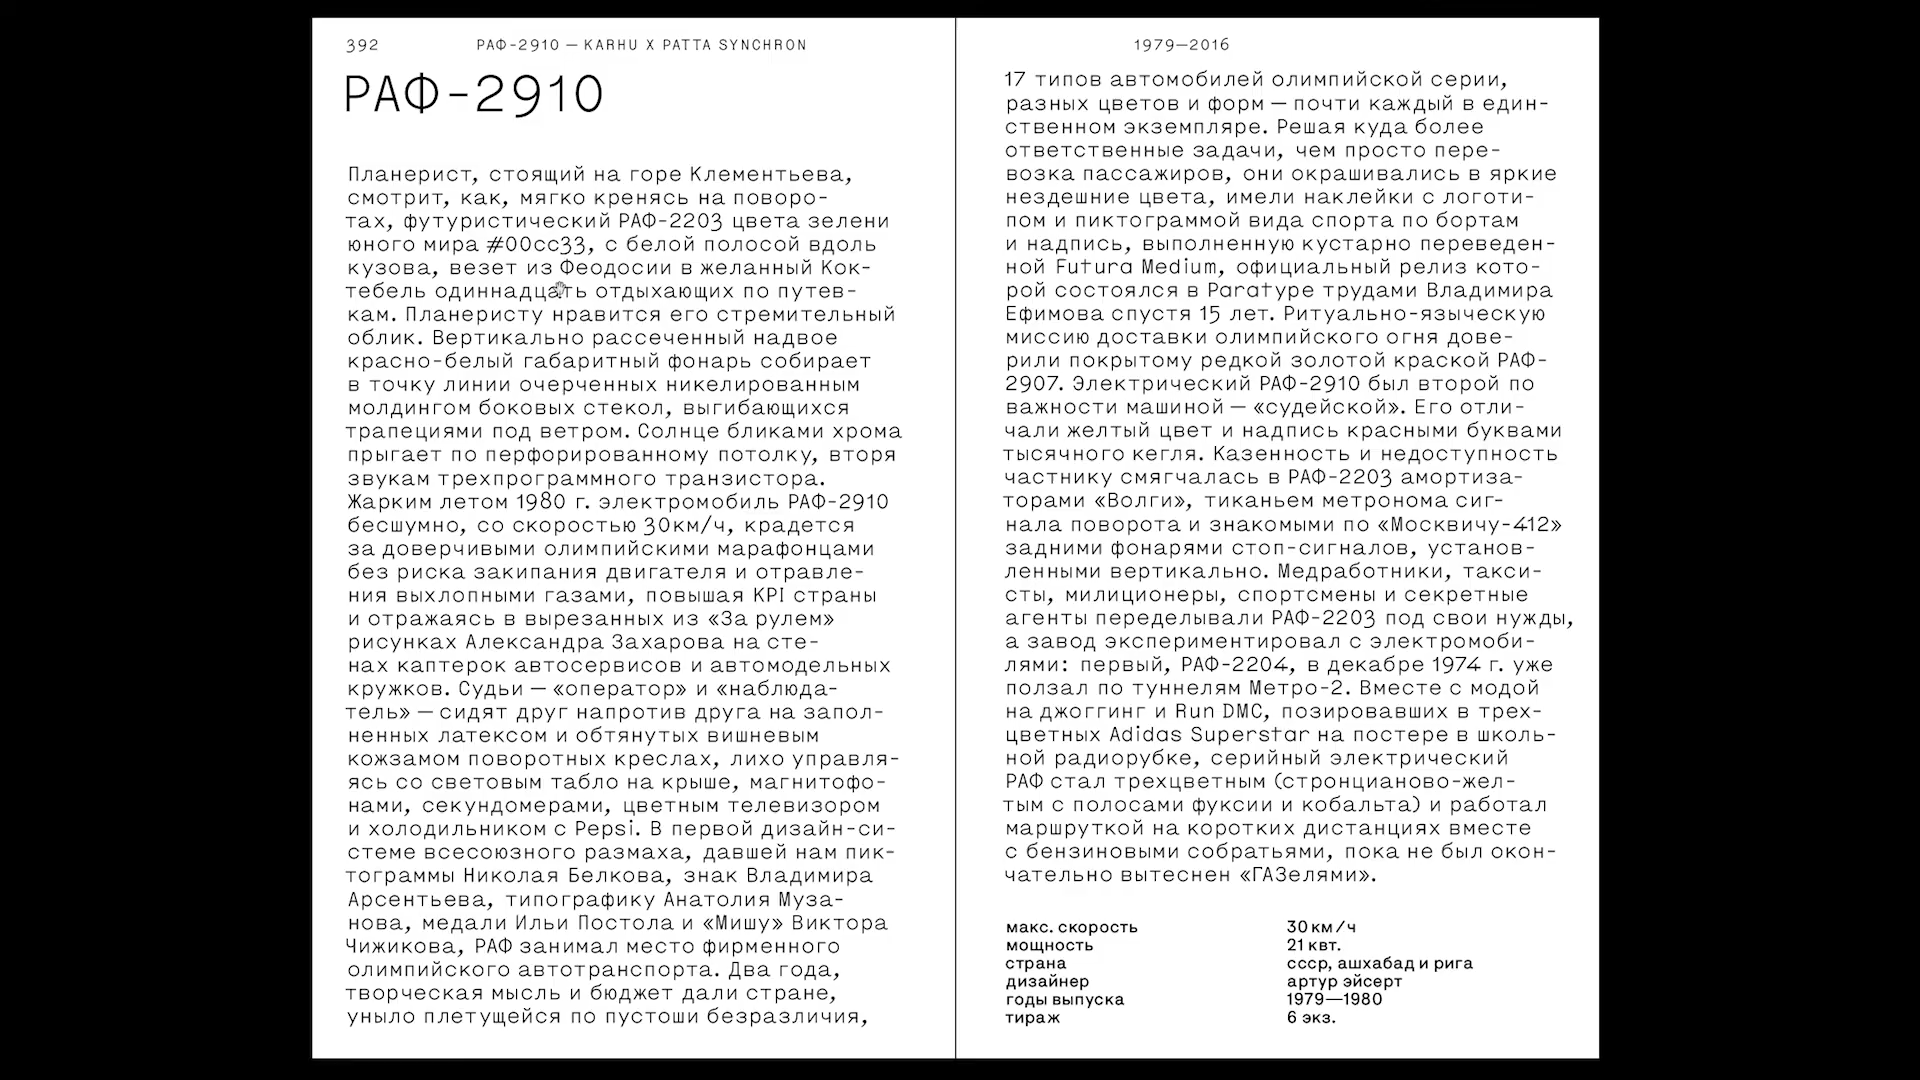 392
РАФ-2910 — KARHU X PATTA SYNCHRON
1979—2016
РАФ-2910
Планерист, стоящий на горе Клементьева,
смотрит, как, мягко кренясь на поворо-
тах, футуристический РАФ-2203 цвета зелени
юного мира #00cc33, с белой полосой вдоль
кузова, везет из Феодосии в желанный Кок-
тебель одиннадцать отдыхающих по путев-
кам. Планеристу нравится его стремительный
облик. Вертикально рассеченный надвое
красно-белый габаритный фонарь собирает
в точку линии очерченных никелированным
молдингом боковых стекол, выгибающихся
трапециями под ветром. Солнце бликами хрома
прыгает по перфорированному потолку, вторя
звукам трехпрограммного транзистора.
Жарким летом 1980 г. электромобиль РАФ-2910
бесшумно, со скоростью 30км/ч, крадется
за доверчивыми олимпийскими марафонцами
без риска закипания двигателя и отравле-
ния выхлопными газами, повышая KPI страны
и отражаясь в вырезанных из «За рулем»
рисунках Александра Захарова на сте-
нах каптерок автосервисов и автомодельных
кружков. Судьи — «оператор» и «наблюда-
тель» — сидят друг напротив друга на запол-
ненных латексом и обтянутых вишневым
кожзамом поворотных креслах, лихо управля-
ясь со световым табло на крыше, магнитофо-
нами, секундомерами, цветным телевизором
и холодильником с Pepsi. В первой дизайн-си-
стеме всесоюзного размаха, давшей нам пик-
тограммы Николая Белкова, знак Владимира
Арсентьева, типографику Анатолия Муза-
нова, медали Ильи Постола и «Мишу» Виктора
Чижикова, РАФ занимал место фирменного
олимпийского автотранспорта. Два года,
творческая мысль и бюджет дали стране,
уныло плетущейся по пустоши безразличия,
17 типов автомобилей олимпийской серии,
разных цветов и форм — почти каждый в един-
ственном экземпляре. Решая куда более
ответственные задачи, чем просто пере-
возка пассажиров, они окрашивались в яркие
нездешние цвета, имели наклейки с логоти-
пом и пиктограммой вида спорта по бортам
и надпись, выполненную кустарно переведен-
ной Futura Medium, официальный релиз кото-
рой состоялся в Paratype трудами Владимира
Ефимова спустя 15 лет. Ритуально-языческую
миссию доставки олимпийского огня дове-
рили покрытому редкой золотой краской РАФ-
2907. Электрический РАФ-2910 был второй по
важности машиной — «судейской». Его отли-
чали желтый цвет и надпись красными буквами
тысячного кегля. Казенность и недоступность
частнику смягчалась в РАФ-2203 амортиза-
торами «Волги», тиканьем метронома сиг-
нала поворота и знакомыми по «Москвичу-412»
задними фонарями стоп-сигналов, установ-
ленными вертикально. Медработники, такси-
сты, милиционеры, спортсмены и секретные
агенты переделывали РАФ-2203 под свои нужды,
а завод экспериментировал с электромоби-
лями: первый, РАФ-2204, в декабре 1974 г. уже
ползал по туннелям Метро-2. Вместе с модой
на джоггинг и Run DMC, позировавших в трех-
цветных Adidas Superstar на постере в школь-
ной радиорубке, серийный электрический
РАФ стал трехцветным (стронцианово-жел-
тым с полосами фуксии и кобальта) и работал
маршруткой на коротких дистанциях вместе
с бензиновыми собратьями, пока не был окон-
чательно вытеснен «ГАЗелями».
макс. скорость 30 км/ч
мощность 21 квт.
страна ссср, ашхабад и рига
дизайнер артур эйсерт
годы выпуска 1979—1980
тираж 6 экз.